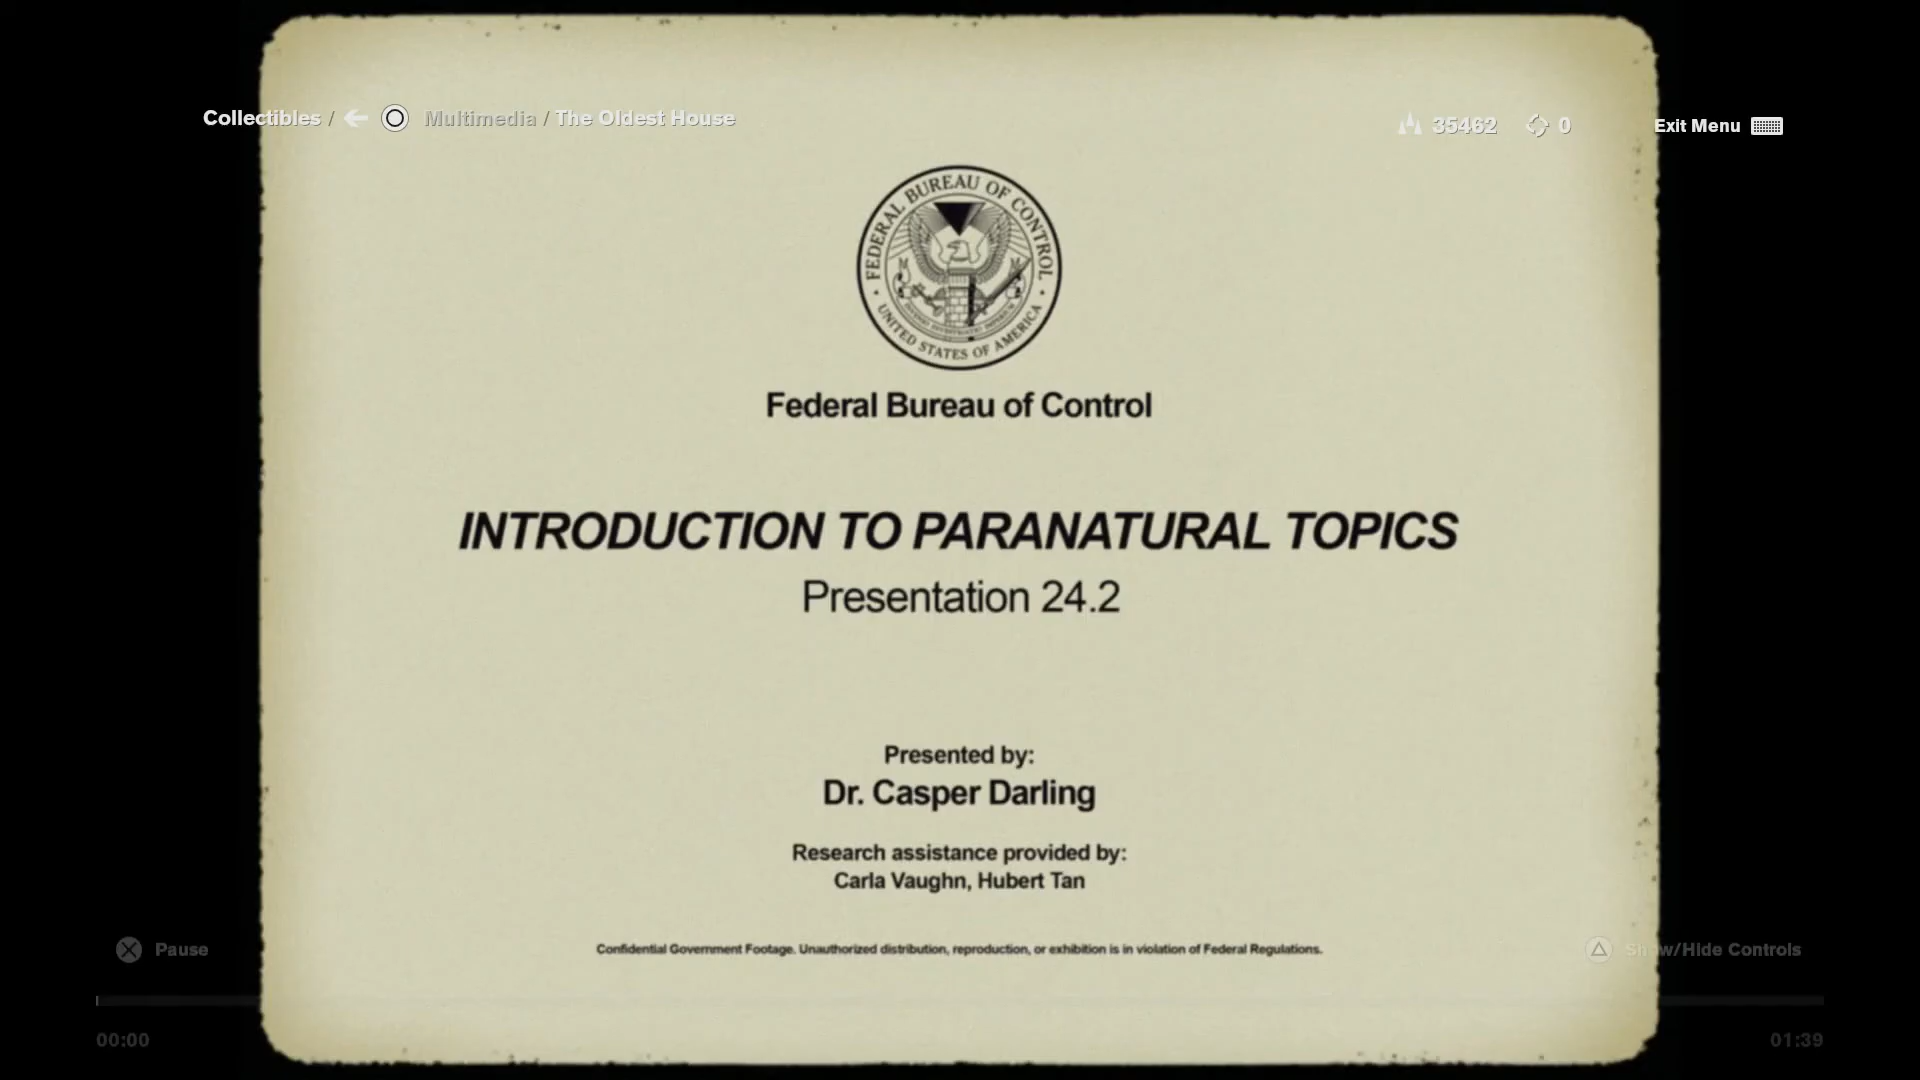 Collectibles / Multimedia / The Oldest House
35462 0 Exit Menu
FEDERAL BUREAU OF CONTROL
UNITED STATES OF AMERICA
Federal Bureau of Control
INTRODUCTION TO PARANATURAL TOPICS
Presentation 24.2
Presented by:
Dr. Casper Darling
Research assistance provided by:
Carla Vaughn, Hubert Tan
Pause
Confidential Government Footage. Unauthorized distribution, reproduction, or exhibition is in violation of Federal Regulations.
Show/Hide Controls
00:00
01:39